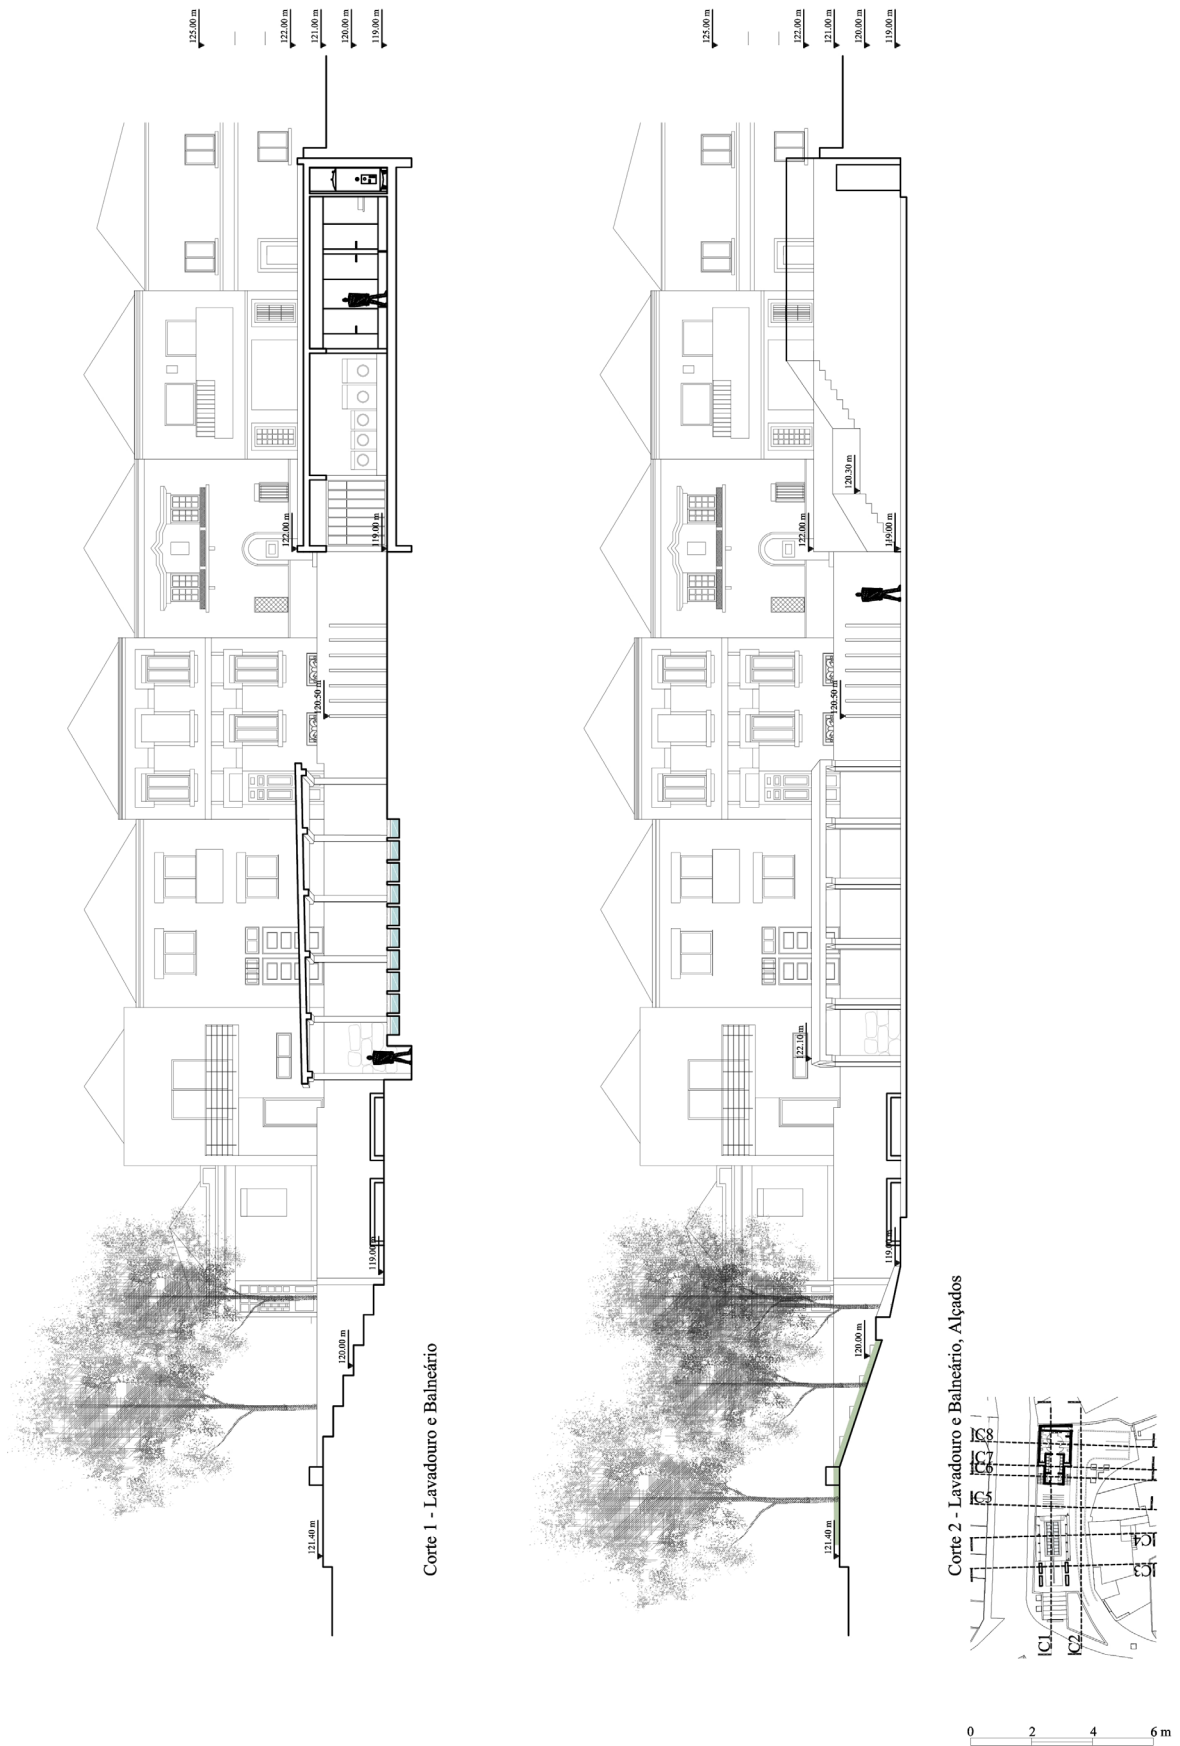 125.00 m
122.00 m
121.00 m
120.00 m
119.00 m
122.00 m
119.00 m
120.50 m
119.00 m
120.00 m
121.40 m
Corte 1 - Lavadouro e Balneário
125.00 m
122.00 m
121.00 m
120.00 m
119.00 m
120.30 m
122.00 m
119.00 m
120.50 m
122.10 m
119.00 m
120.00 m
121.40 m
Corte 2 - Lavadouro e Balneário, Alçados
C8
C7
C6
C5
C4
C3
C1
C2
0 2 4 6 m